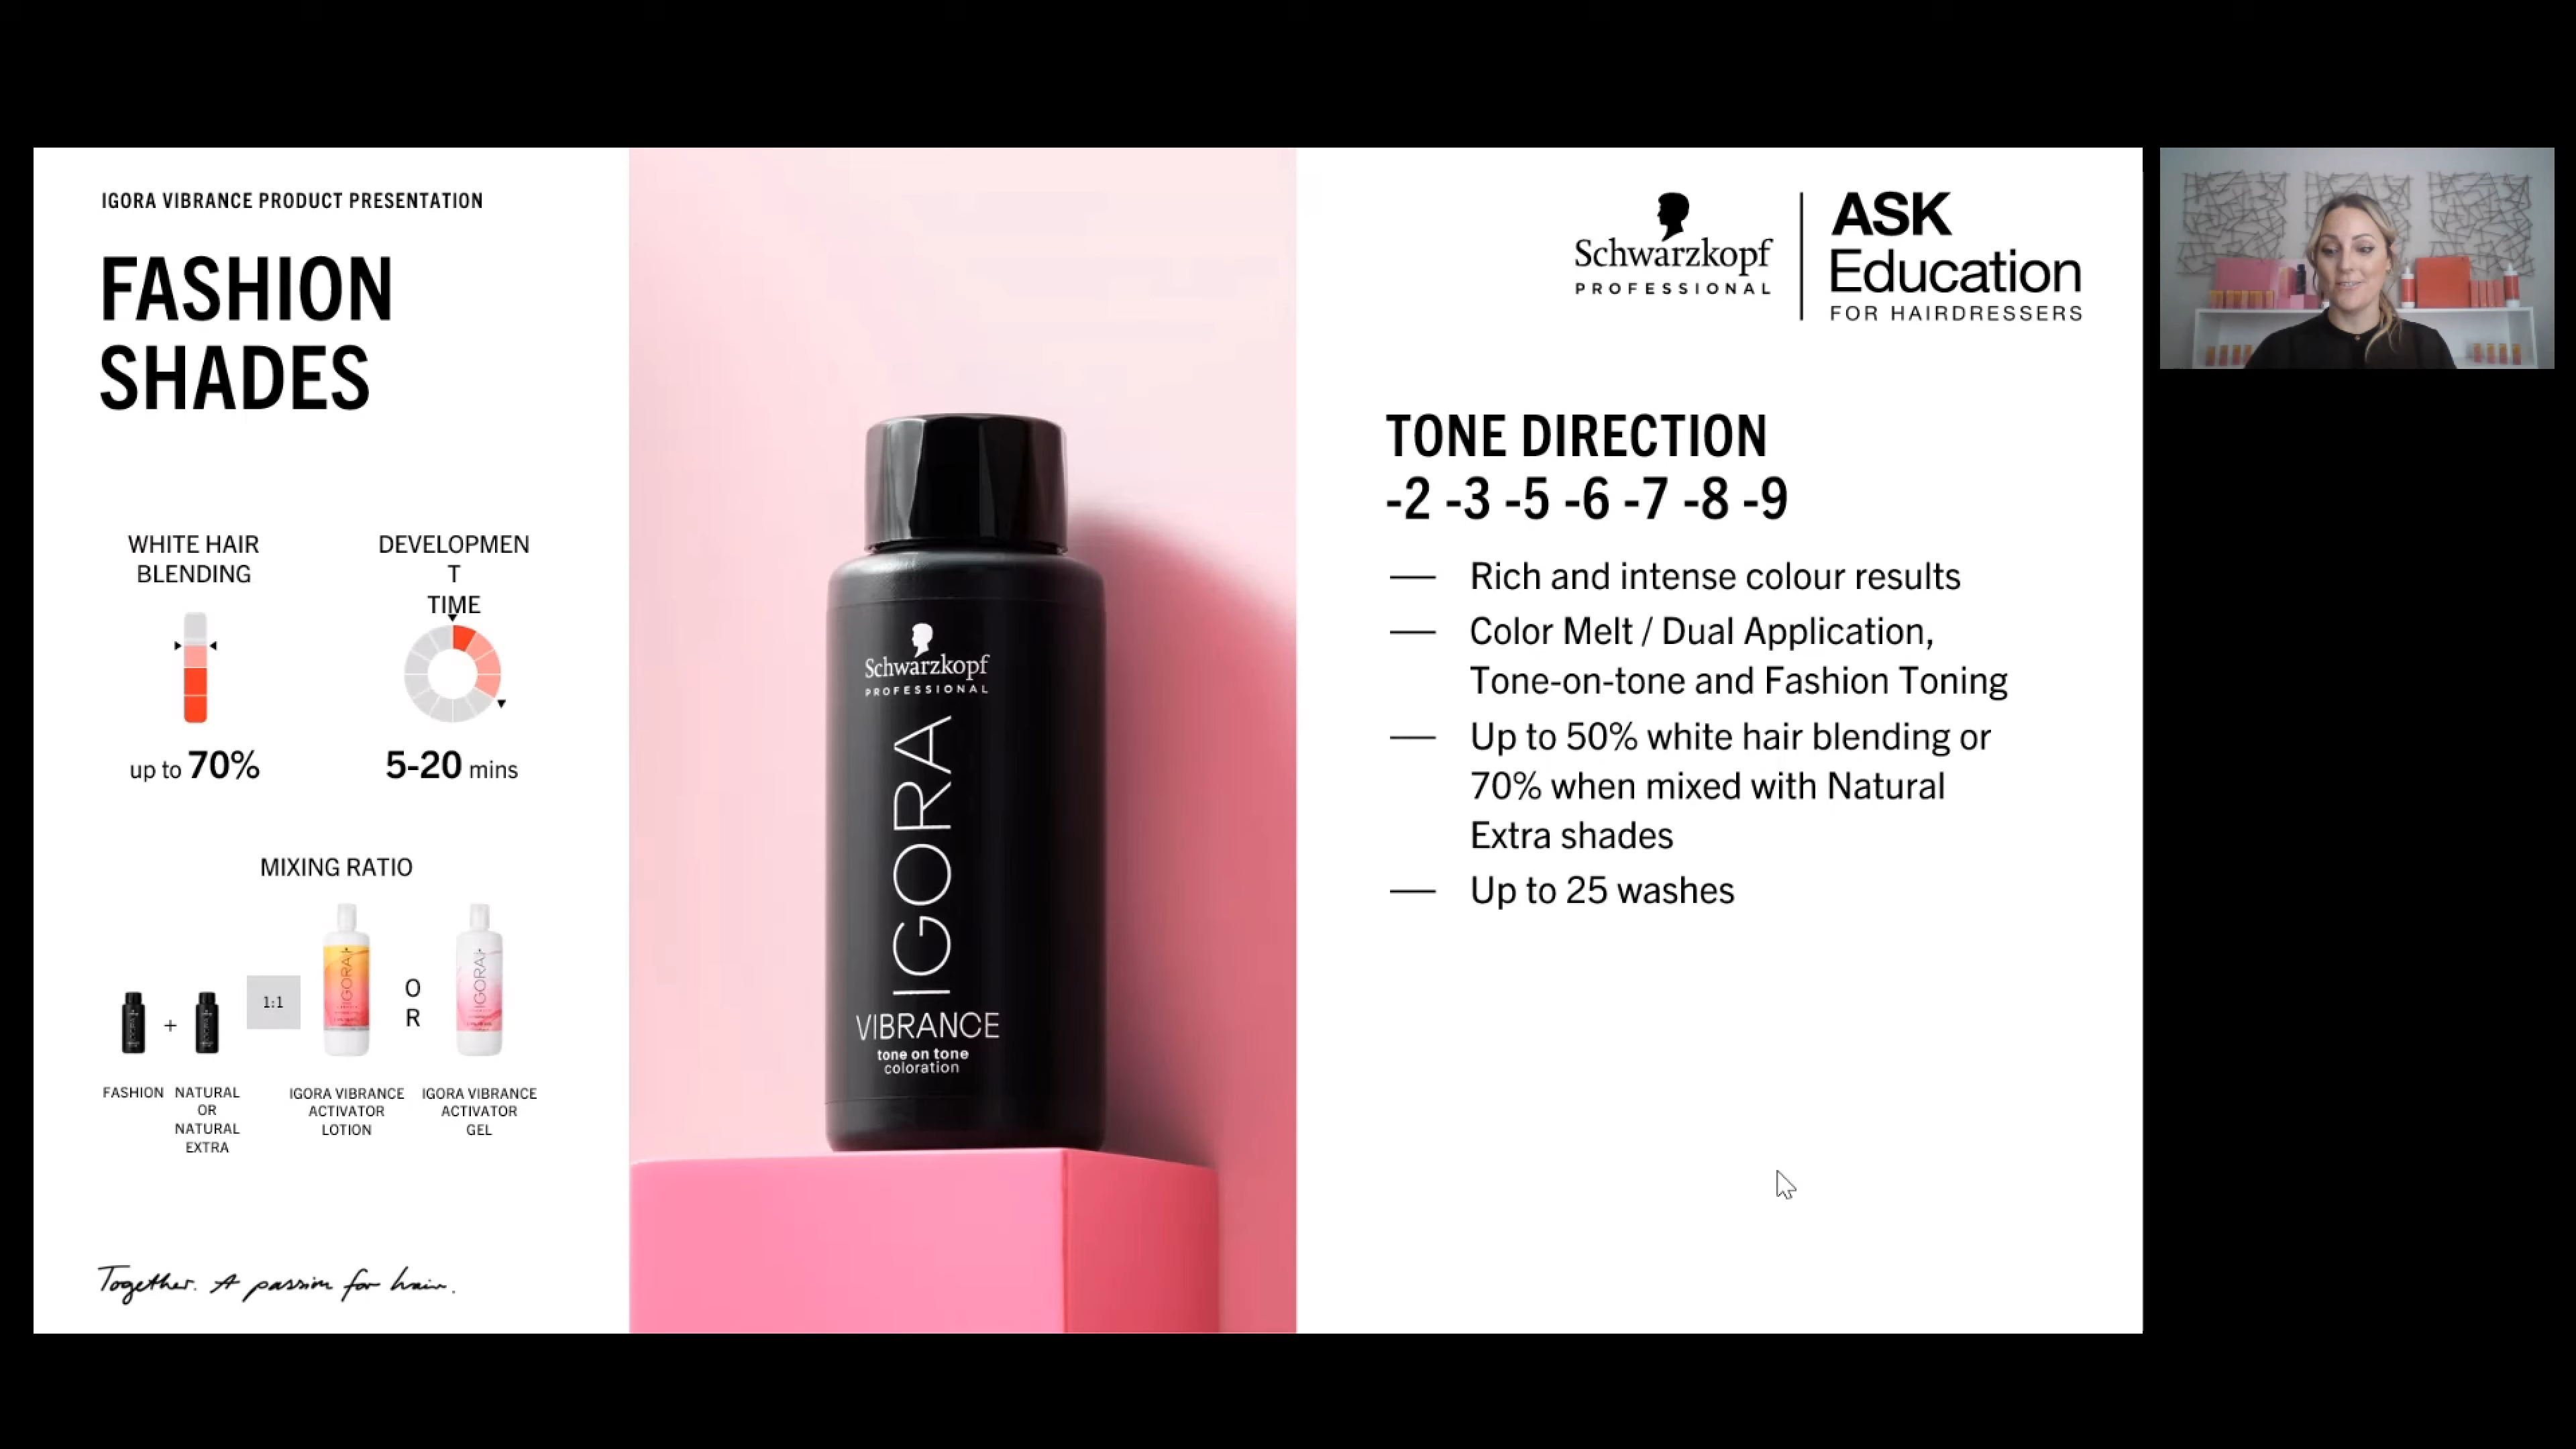 IGORA VIBRANCE PRODUCT PRESENTATION
FASHION
SHADES
WHITE HAIR
BLENDING
up to 70%
DEVELOPMEN
T
TIME
5-20 mins
MIXING RATIO
+
1:1
IGORA
O
R
IGORA
FASHION
NATURAL
OR
NATURAL
EXTRA
IGORA VIBRANCE
ACTIVATOR
LOTION
IGORA VIBRANCE
ACTIVATOR
GEL
Together. A passion for hair.
Schwarzkopf
PROFESSIONAL
IGORA
VIBRANCE
tone on tone
coloration
Schwarzkopf
PROFESSIONAL
ASK
Education
FOR HAIRDRESSERS
TONE DIRECTION
-2 -3 -5 -6 -7 -8 -9
— Rich and intense colour results
— Color Melt / Dual Application,
Tone-on-tone and Fashion Toning
— Up to 50% white hair blending or
70% when mixed with Natural
Extra shades
— Up to 25 washes